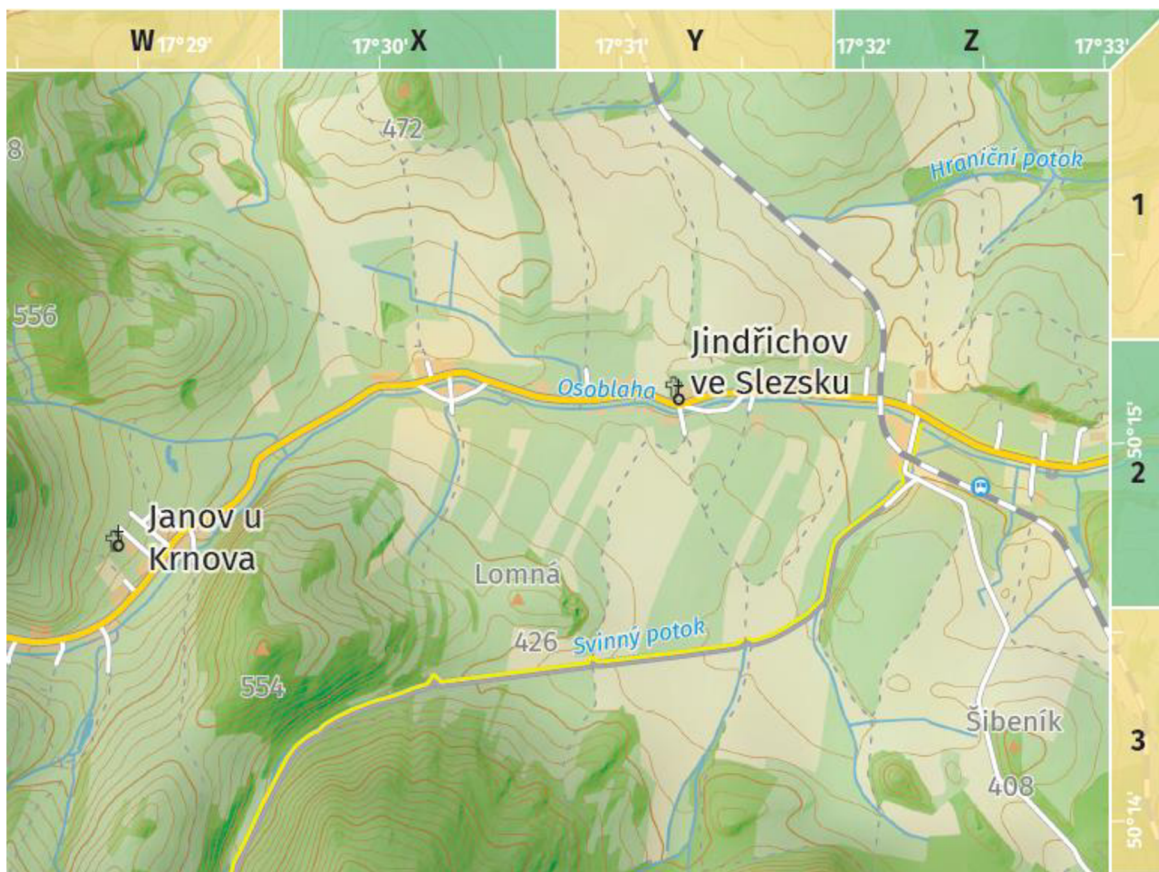 W
17°29'
17°30'
X
17°31'
Y
17°32'
Z
17°33'
472
8
Hraniční potok
1
556
Jindřichov
ve Slezsku
Osoblaha
50°15'
2
Janov u
Krnova
Lomná
426
Svinný potok
554
Šibeník
408
3
50°14'